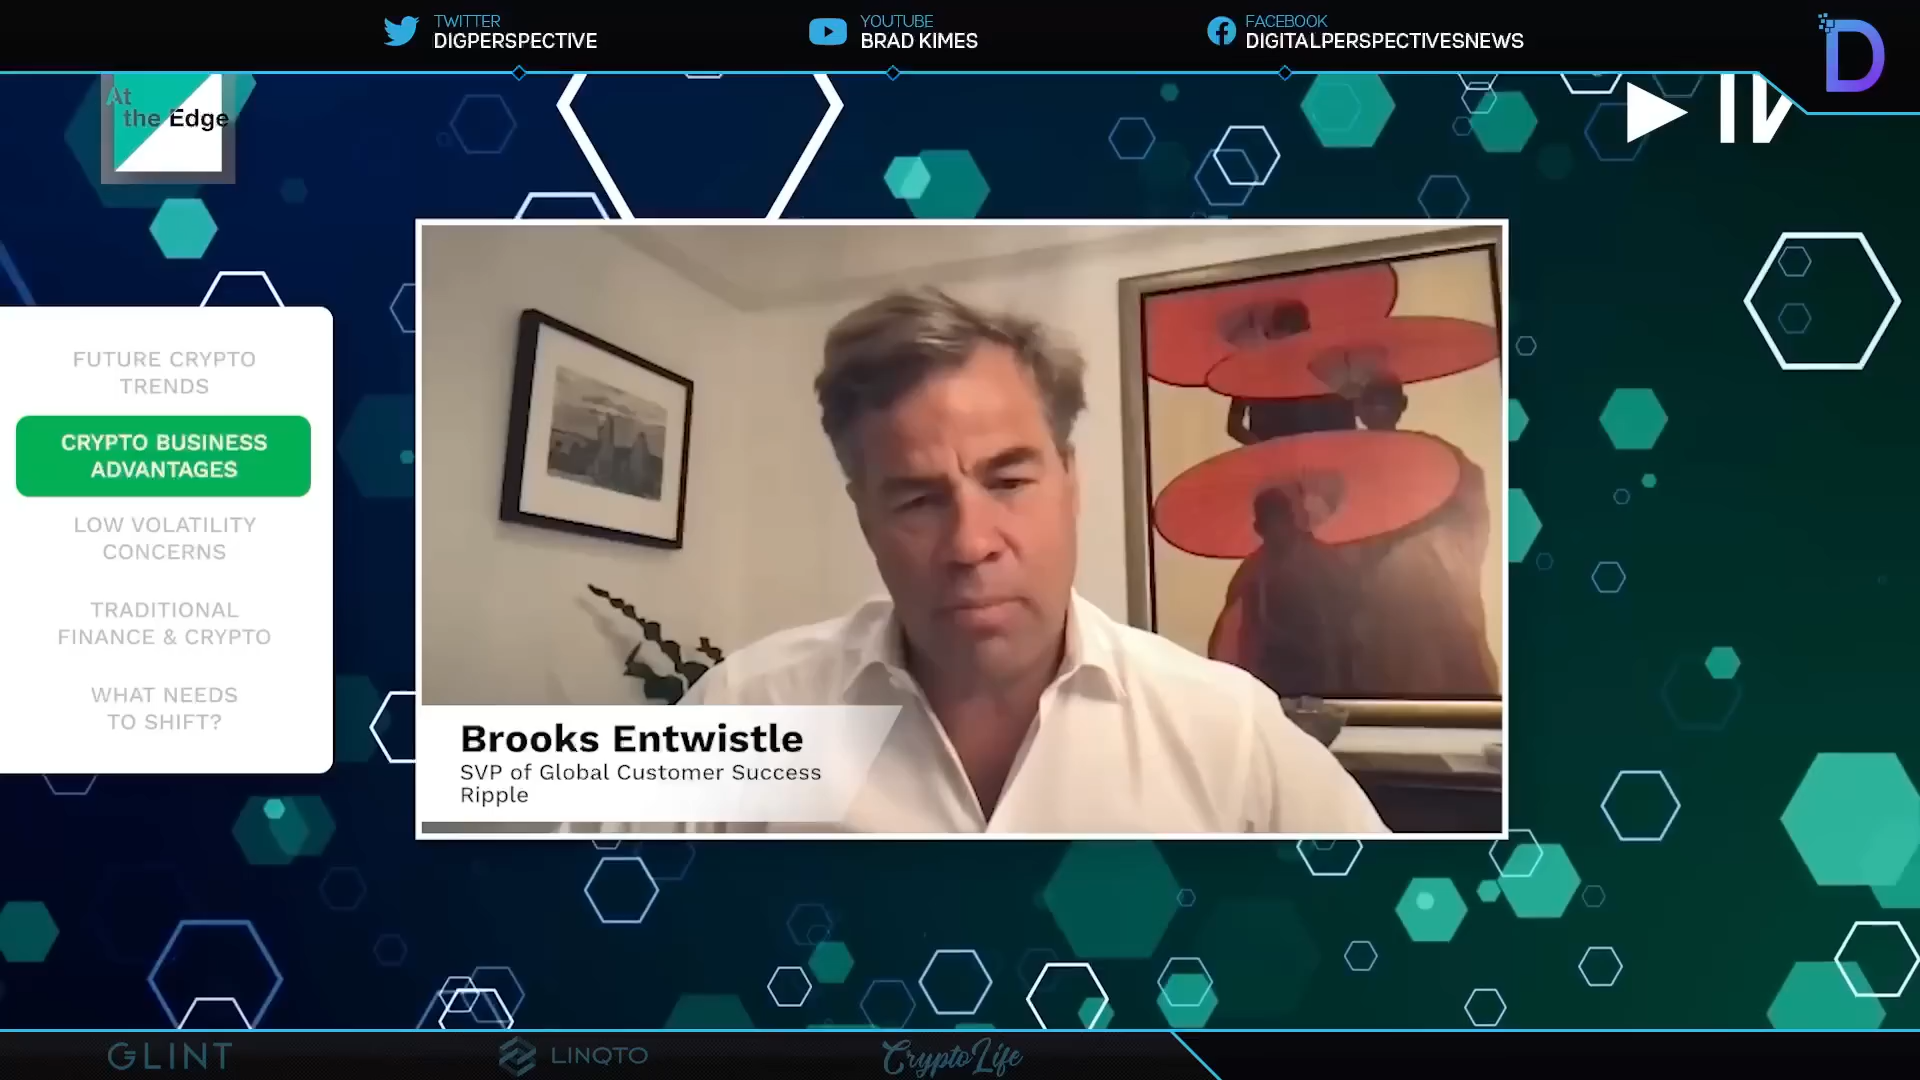 TWITTER
DIGPERSPECTIVE
YOUTUBE
BRAD KIMES
FACEBOOK
DIGITALPERSPECTIVESNEWS
D
At
the Edge
FUTURE CRYPTO
TRENDS
CRYPTO BUSINESS
ADVANTAGES
LOW VOLATILITY
CONCERNS
TRADITIONAL
FINANCE & CRYPTO
WHAT NEEDS
TO SHIFT?
Brooks Entwistle
SVP of Global Customer Success
Ripple
GLINT
LINQTO
CryptoLife